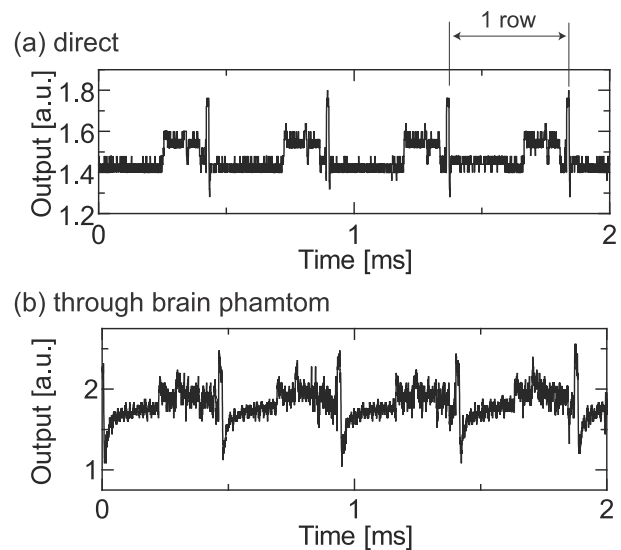 1 row
(a) direct
Output [a.u.]
1.8
1.6
1.4
1.2
0
1
2
Time [ms]
(b) through brain phamtom
Output [a.u.]
2
1
0
1
2
Time [ms]